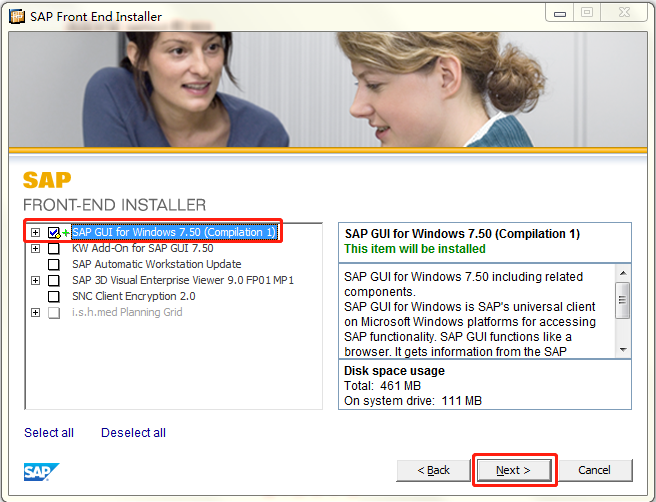 SAP Front End Installer
SAP
FRONT-END INSTALLER
SAP GUI for Windows 7.50 (Compilation 1)
KW Add-On for SAP GUI 7.50
SAP Automatic Workstation Update
SAP 3D Visual Enterprise Viewer 9.0 FP01 MP1
SNC Client Encryption 2.0
i.s.h.med Planning Grid
SAP GUI for Windows 7.50 (Compilation 1)
This item will be installed
SAP GUI for Windows 7.50 including related
components.
SAP GUI for Windows is SAP's universal client
on Microsoft Windows platforms for accessing
SAP functionality. SAP GUI functions like a
browser. It gets information from the SAP
Disk space usage
Total: 461 MB
On system drive: 111 MB
Select all
Deselect all
SAP
< Back
Next >
Cancel